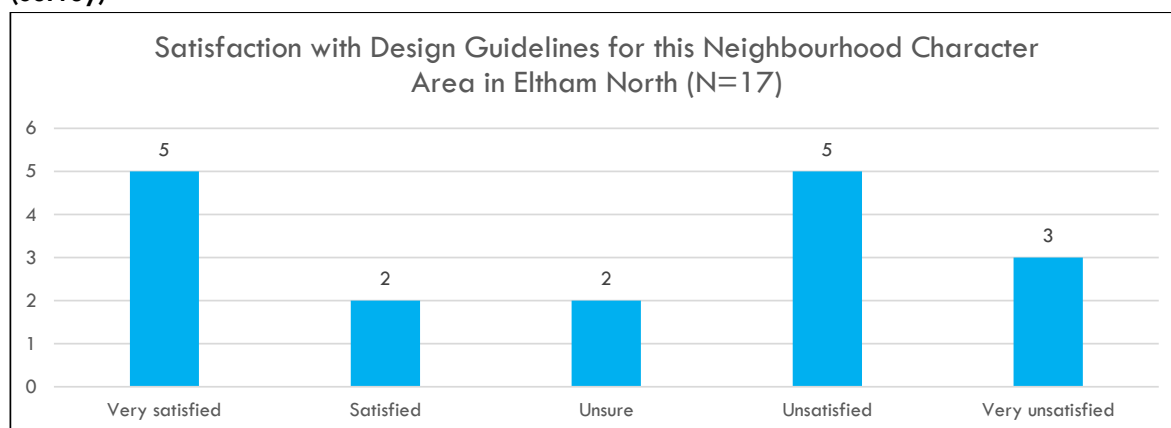 Satisfaction with Design Guidelines for this Neighbourhood Character
Area in Eltham North (N=17)
6
5
4
3
2
1
0
5
2
2
5
3
Very satisfied
Satisfied
Unsure
Unsatisfied
Very unsatisfied